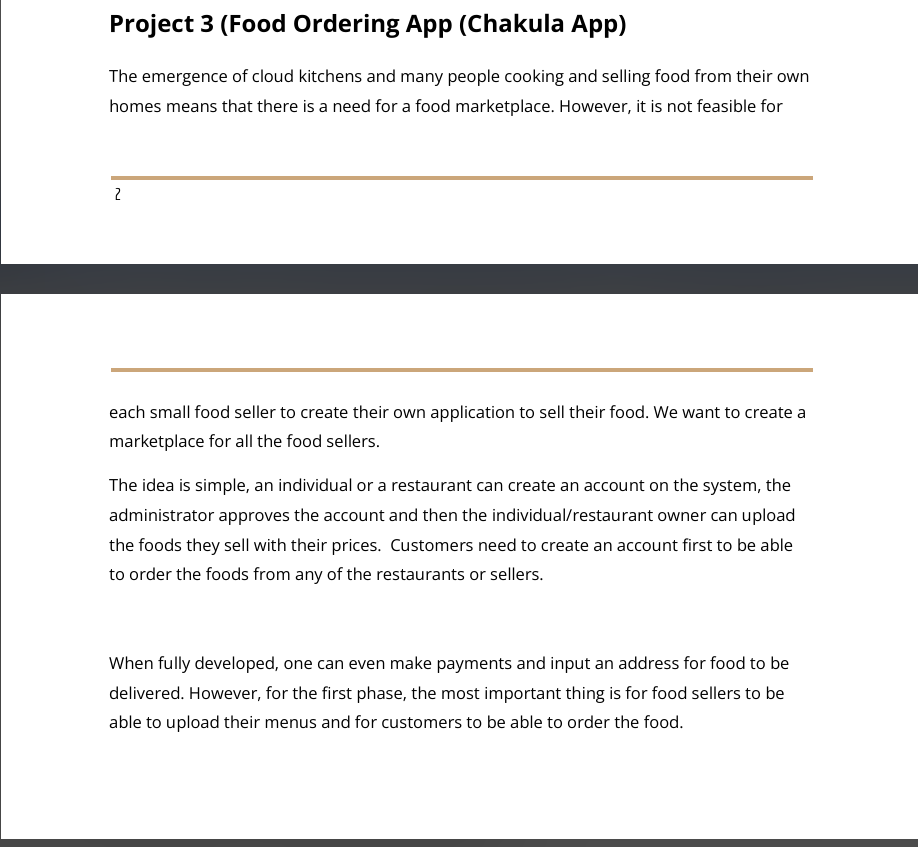 Project 3 (Food Ordering App (Chakula App)
The emergence of cloud kitchens and many people cooking and selling food from their own
homes means that there is a need for a food marketplace. However, it is not feasible for
2
each small food seller to create their own application to sell their food. We want to create a
marketplace for all the food sellers.
The idea is simple, an individual or a restaurant can create an account on the system, the
administrator approves the account and then the individual/restaurant owner can upload
the foods they sell with their prices.  Customers need to create an account first to be able
to order the foods from any of the restaurants or sellers.
When fully developed, one can even make payments and input an address for food to be
delivered. However, for the first phase, the most important thing is for food sellers to be
able to upload their menus and for customers to be able to order the food.